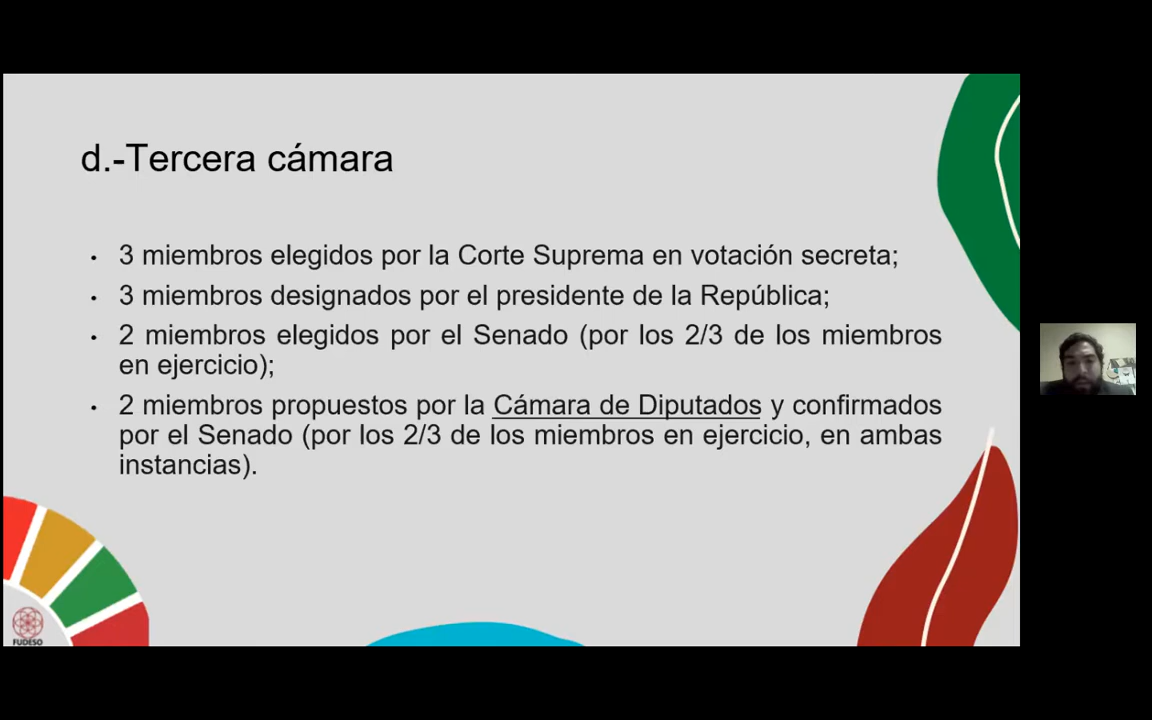 d.-Tercera cámara
• 3 miembros elegidos por la Corte Suprema en votación secreta;
• 3 miembros designados por el presidente de la República;
• 2 miembros elegidos por el Senado (por los 2/3 de los miembros
en ejercicio);
• 2 miembros propuestos por la Cámara de Diputados y confirmados
por el Senado (por los 2/3 de los miembros en ejercicio, en ambas
instancias).
FUDESO